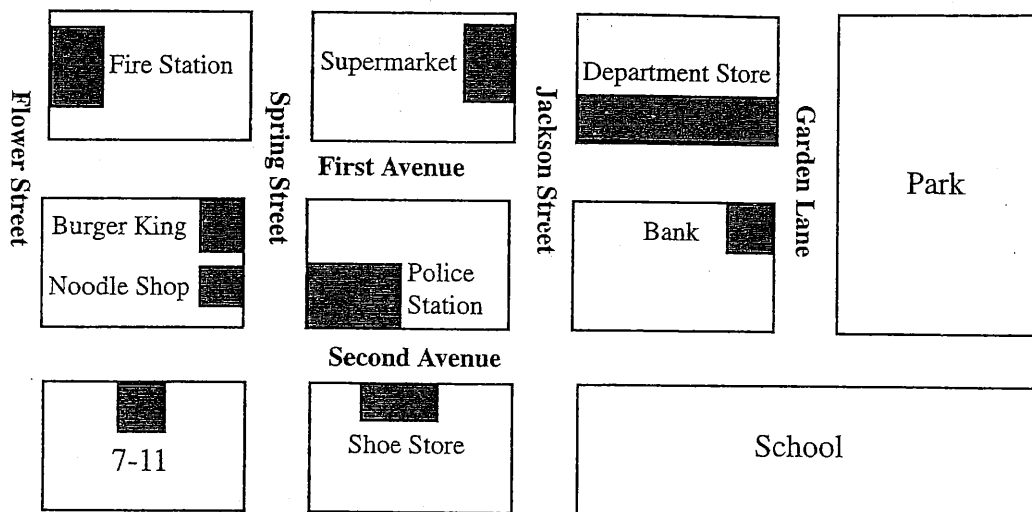 Fire Station
Supermarket
Department Store
Flower Street
Spring Street
Jackson Street
Garden Lane
First Avenue
Park
Burger King
Bank
Noodle Shop
Police
Station
Second Avenue
7-11
Shoe Store
School